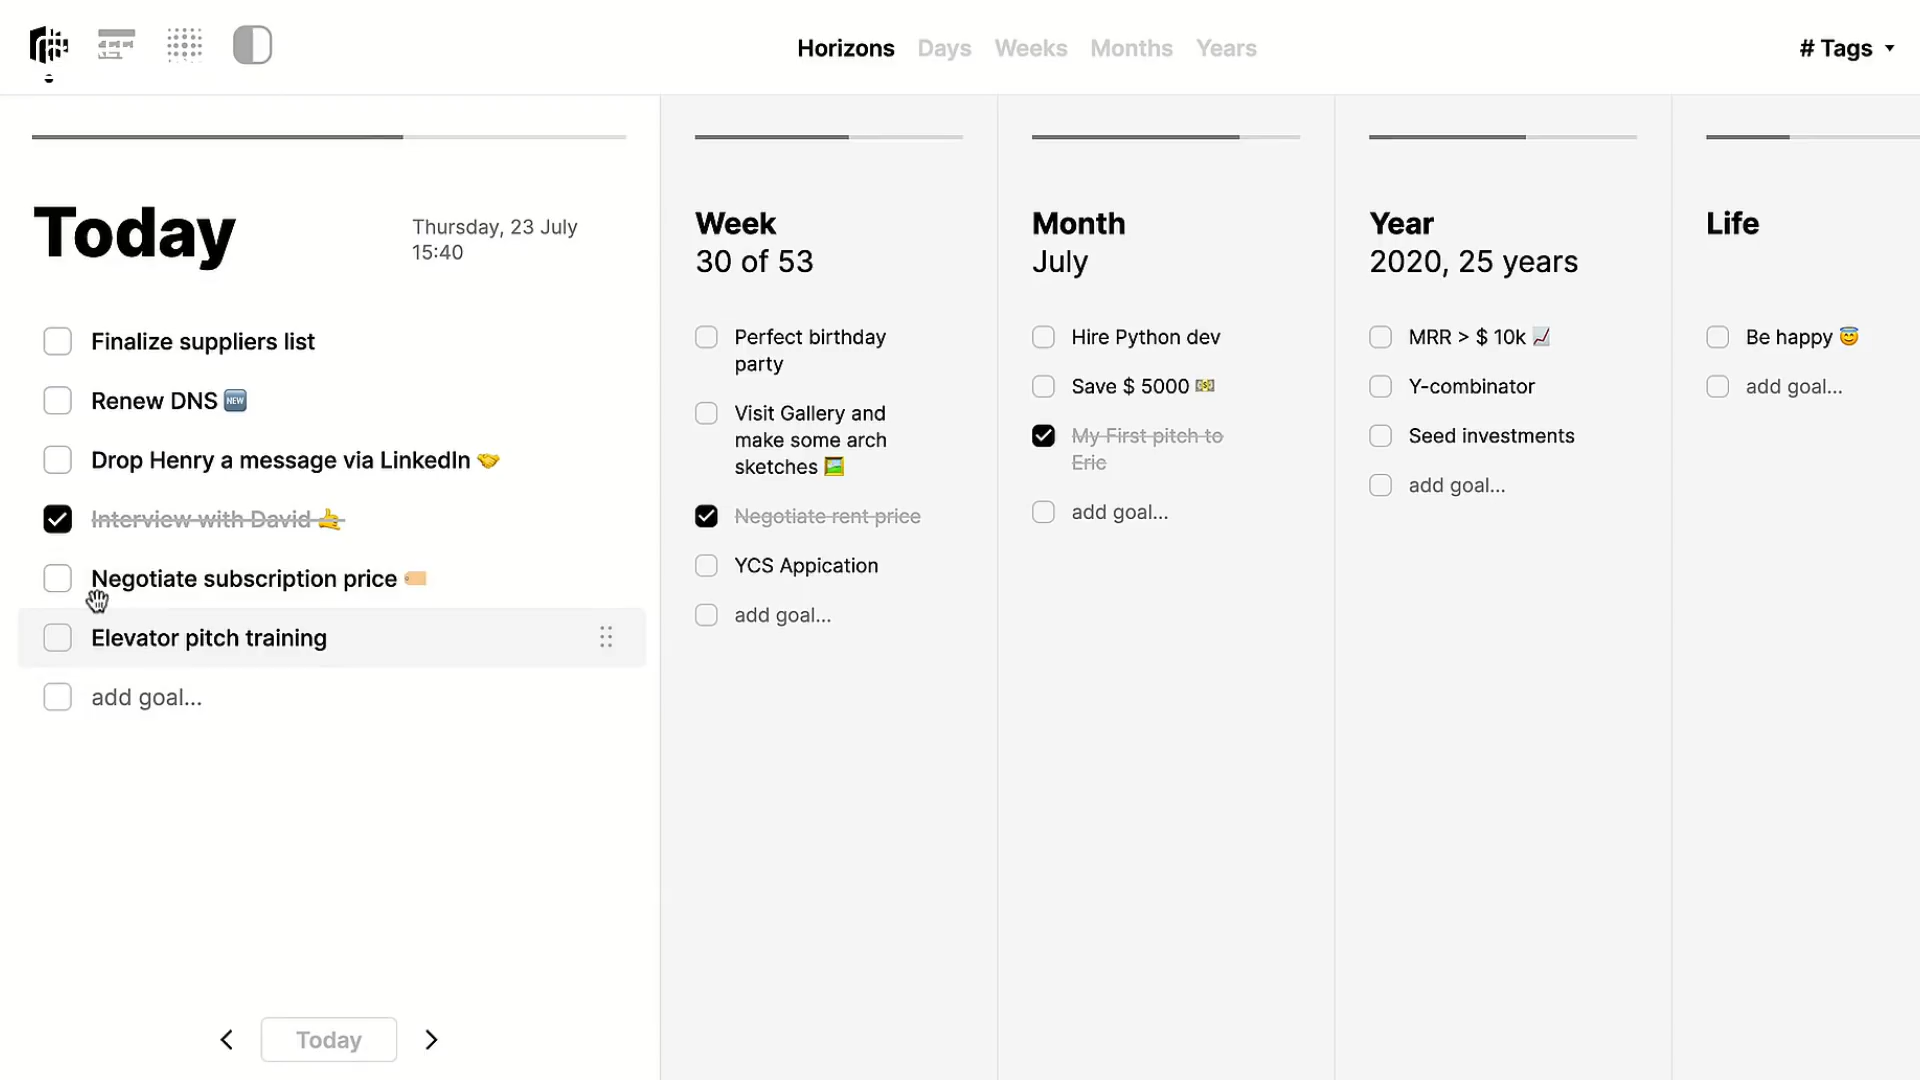 Horizons Days Weeks Months Years
# Tags
Today
Thursday, 23 July
15:40
Finalize suppliers list
Renew DNS 🆕
Drop Henry a message via LinkedIn 🤝
Interview with David 🤙
Negotiate subscription price 🏷️
Elevator pitch training
add goal...
Today
Week
30 of 53
Perfect birthday
party
Visit Gallery and
make some arch
sketches 🖼️
Negotiate rent price
YCS Appication
add goal...
Month
July
Hire Python dev
Save $ 5000 💵
My First pitch to
Eric
add goal...
Year
2020, 25 years
MRR > $ 10k 📈
Y-combinator
Seed investments
add goal...
Life
Be happy 😇
add goal...